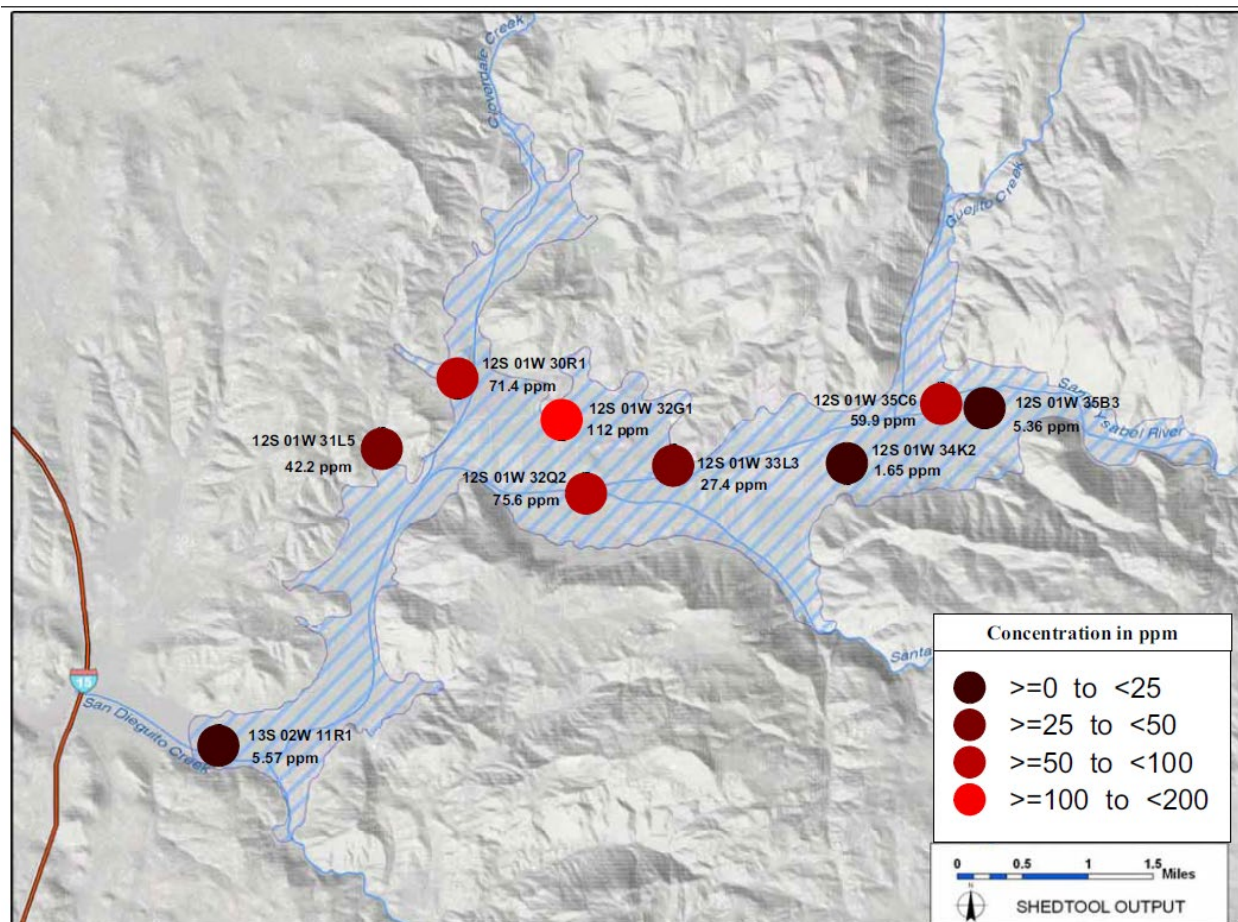 Cloverdale Creek
Guejito Creek
12S 01W 30R1
71.4 ppm
12S 01W 32G1
112 ppm
12S 01W 31L5
42.2 ppm
12S 01W 32Q2
75.6 ppm
12S 01W 33L3
27.4 ppm
12S 01W 35C6
59.9 ppm
12S 01W 35B3
5.36 ppm
12S 01W 34K2
1.65 ppm
Ysabel River
Santa
15
San Dieguito Creek
13S 02W 11R1
5.57 ppm
Concentration in ppm
>=0 to <25
>=25 to <50
>=50 to <100
>=100 to <200
0 0.5 1 1.5
Miles
N
SHEDTOOL OUTPUT